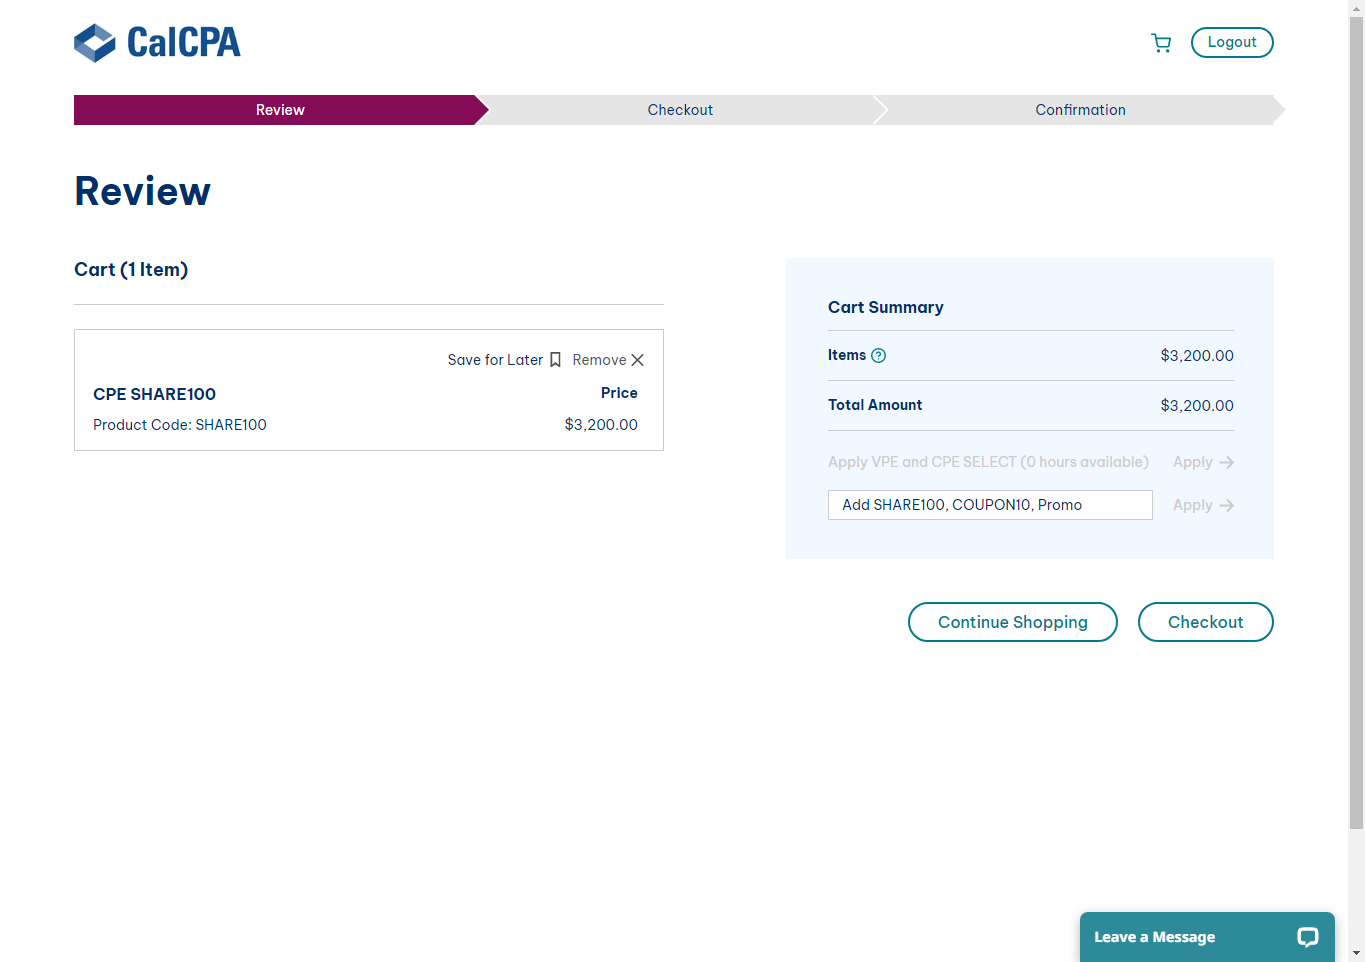 CalCPA
Logout
Review
Checkout
Confirmation
Review
Cart (1 Item)
Save for Later
Remove
CPE SHARE100
Price
Product Code: SHARE100
$3,200.00
Cart Summary
Items ?
$3,200.00
Total Amount
$3,200.00
Apply VPE and CPE SELECT (0 hours available)
Apply
Add SHARE100, COUPON10, Promo
Apply
Continue Shopping
Checkout
Leave a Message